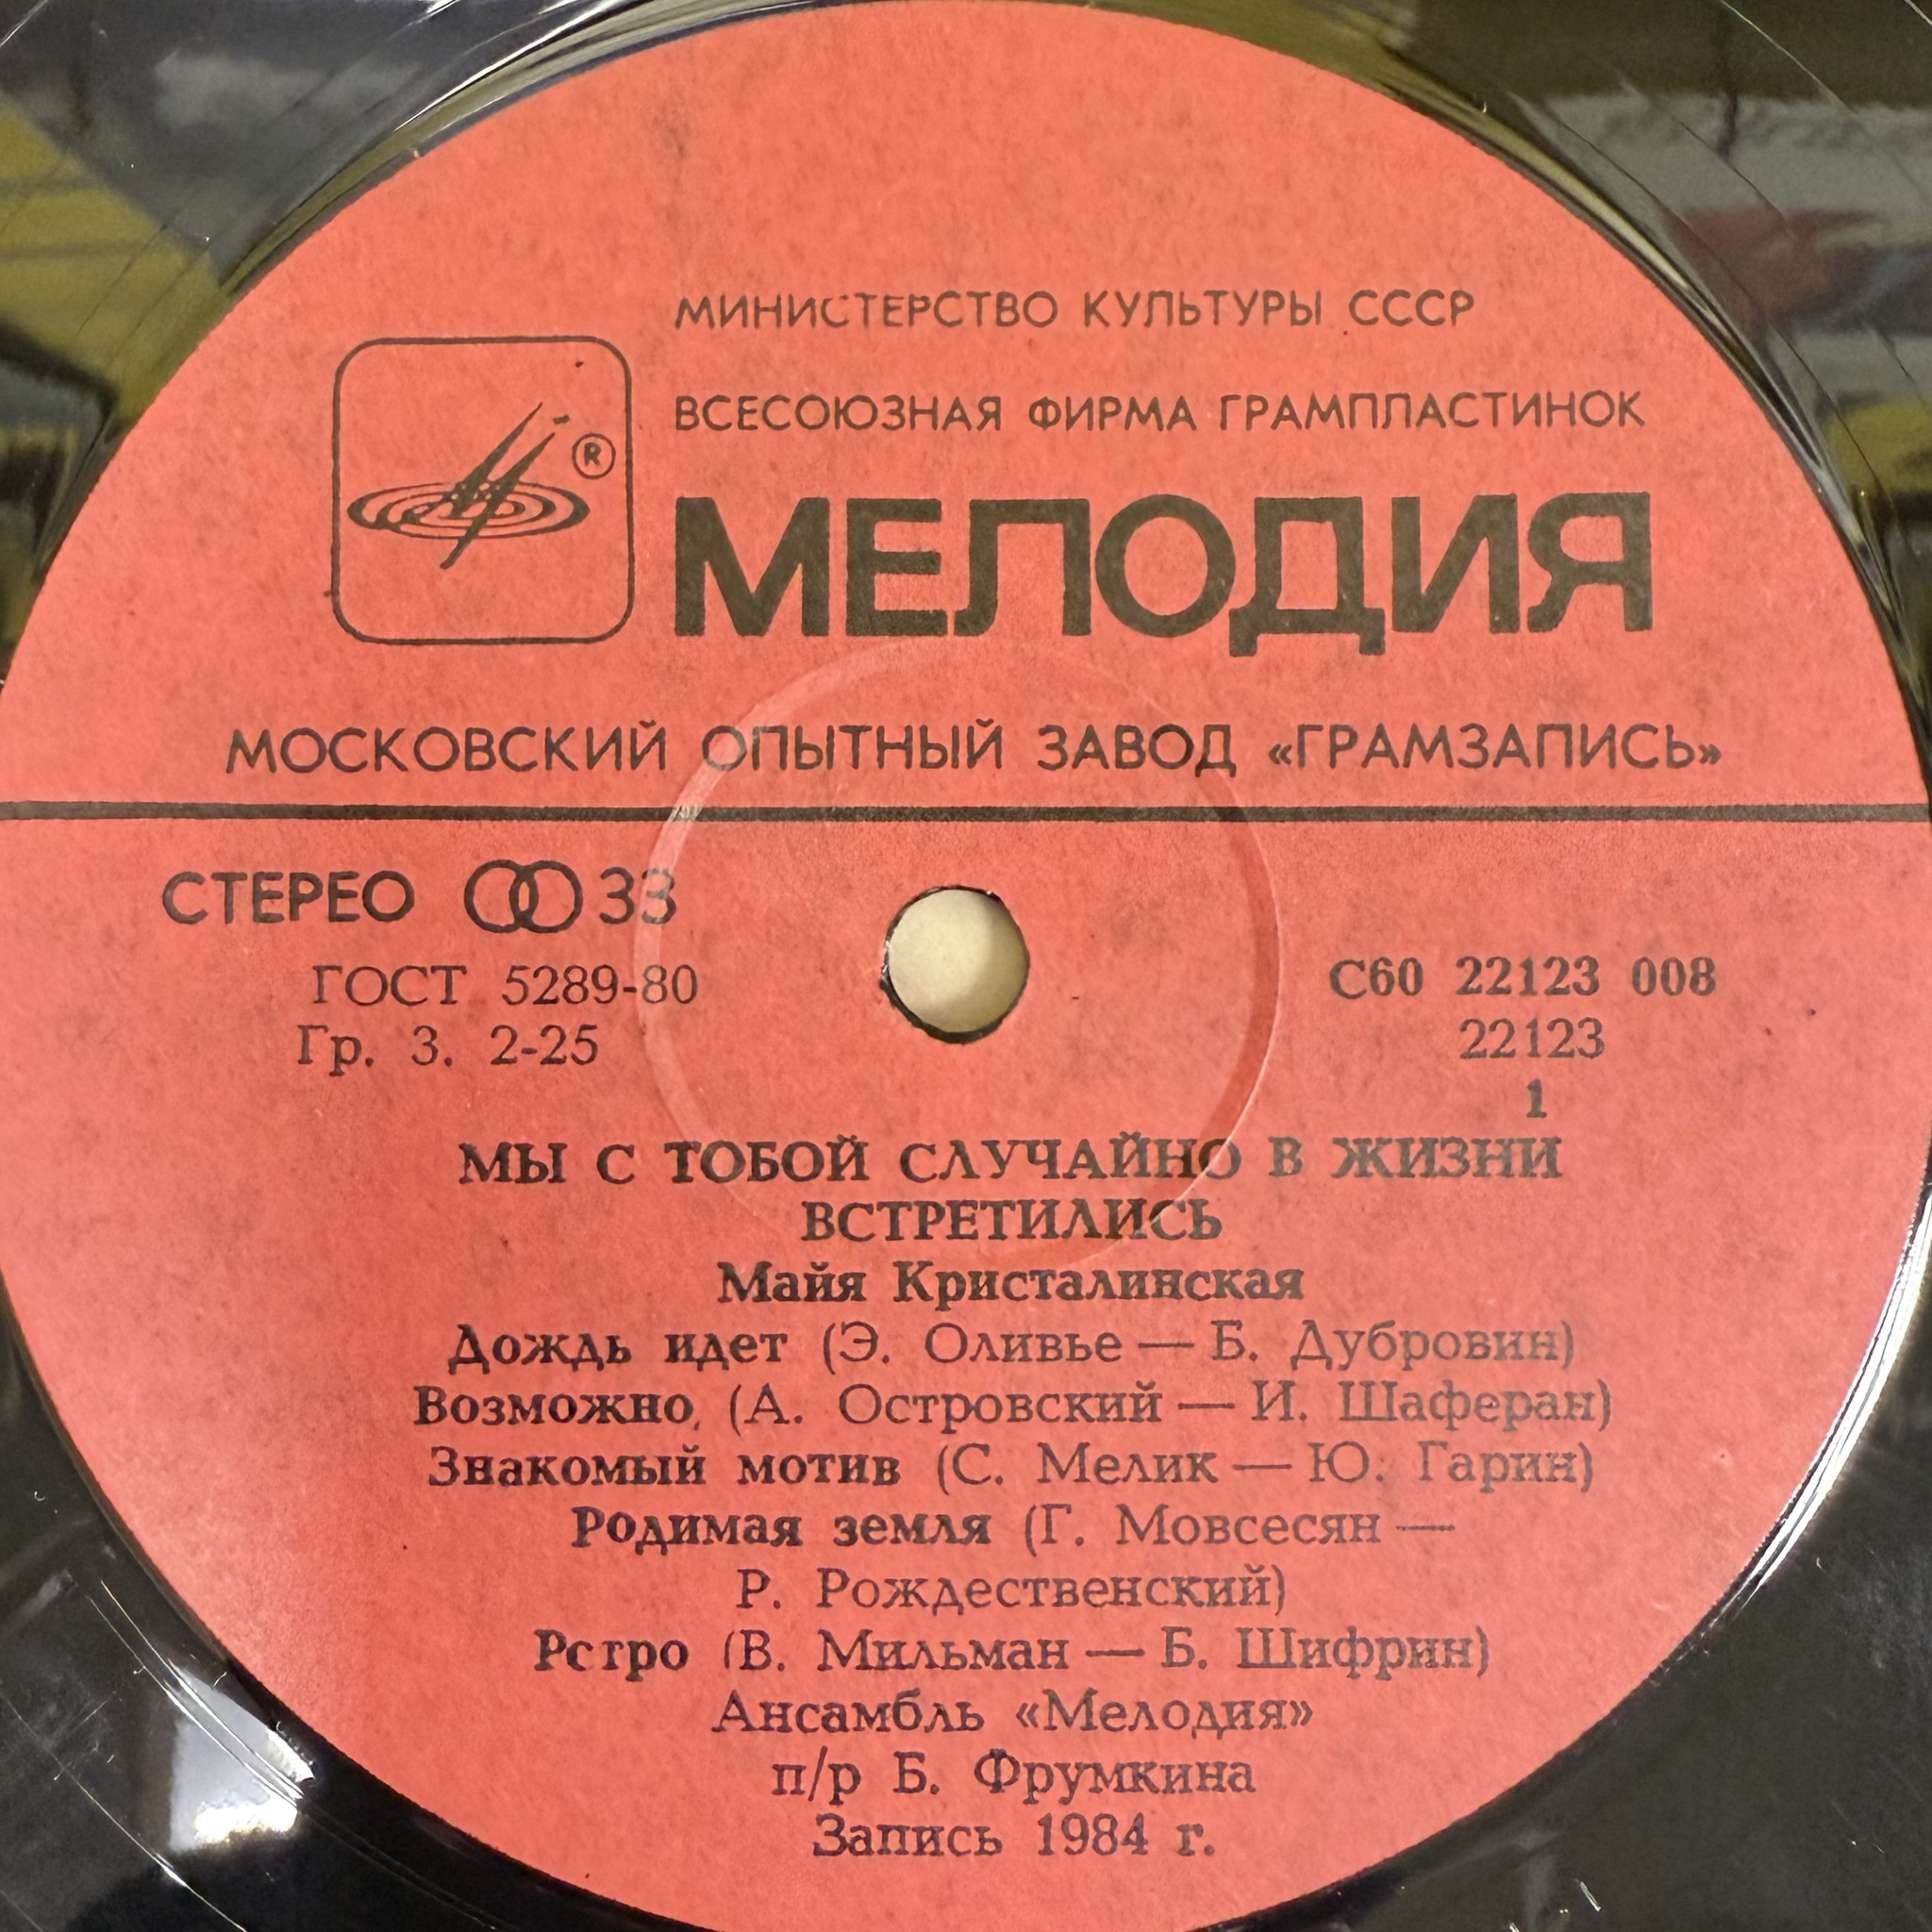 МИНИСТЕРСТВО КУЛЬТУРЫ СССР
ВСЕСОЮЗНАЯ ФИРМА ГРАМПЛАСТИНОК
®
МЕЛОДИЯ
МОСКОВСКИЙ ОПЫТНЫЙ ЗАВОД «ГРАМЗАПИСЬ»
СТЕРЕО 33
ГОСТ 5289-80
Гр. 3. 2-25
С60 22123 008
22123
1
МЫ С ТОБОЙ СЛУЧАЙНО В ЖИЗНИ
ВСТРЕТИЛИСЬ
Майя Кристалинская
Дождь идет (Э. Оливье — Б. Дубровин)
Возможно, (А. Островский — И. Шаферан)
Знакомый мотив (С. Мелик — Ю. Гарин)
Родимая земля (Г. Мовсесян —
Р. Рождественский)
Ретро (В. Мильман — Б. Шифрин)
Ансамбль «Мелодия»
п/р Б. Фрумкина
Запись 1984 г.